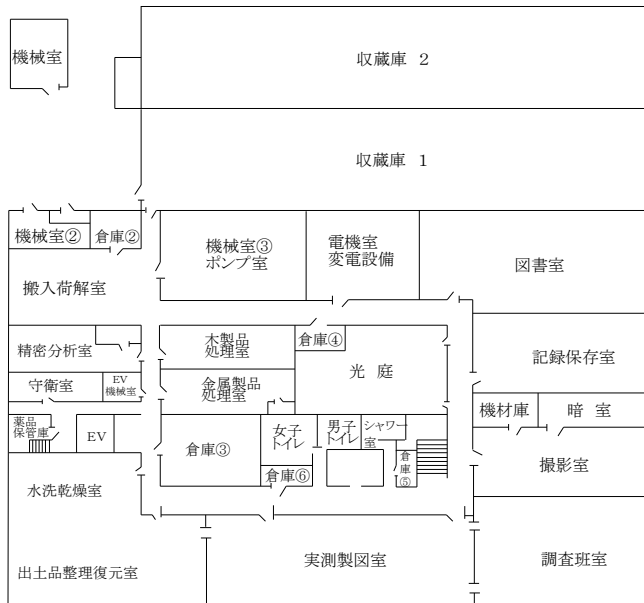 機械室
収蔵庫 2
収蔵庫 1
機械室②
倉庫②
機械室③
ポンプ室
電機室
変電設備
図書室
搬入荷解室
精密分析室
木製品
処理室
倉庫④
光 庭
記録保存室
守衛室
EV
機械室
金属製品
処理室
機材庫
暗 室
薬品
保管庫
EV
倉庫③
女子
トイレ
男子
トイレ
シャワー
室
倉庫⑤
倉庫⑥
撮影室
水洗乾燥室
出土品整理復元室
実測製図室
調査班室